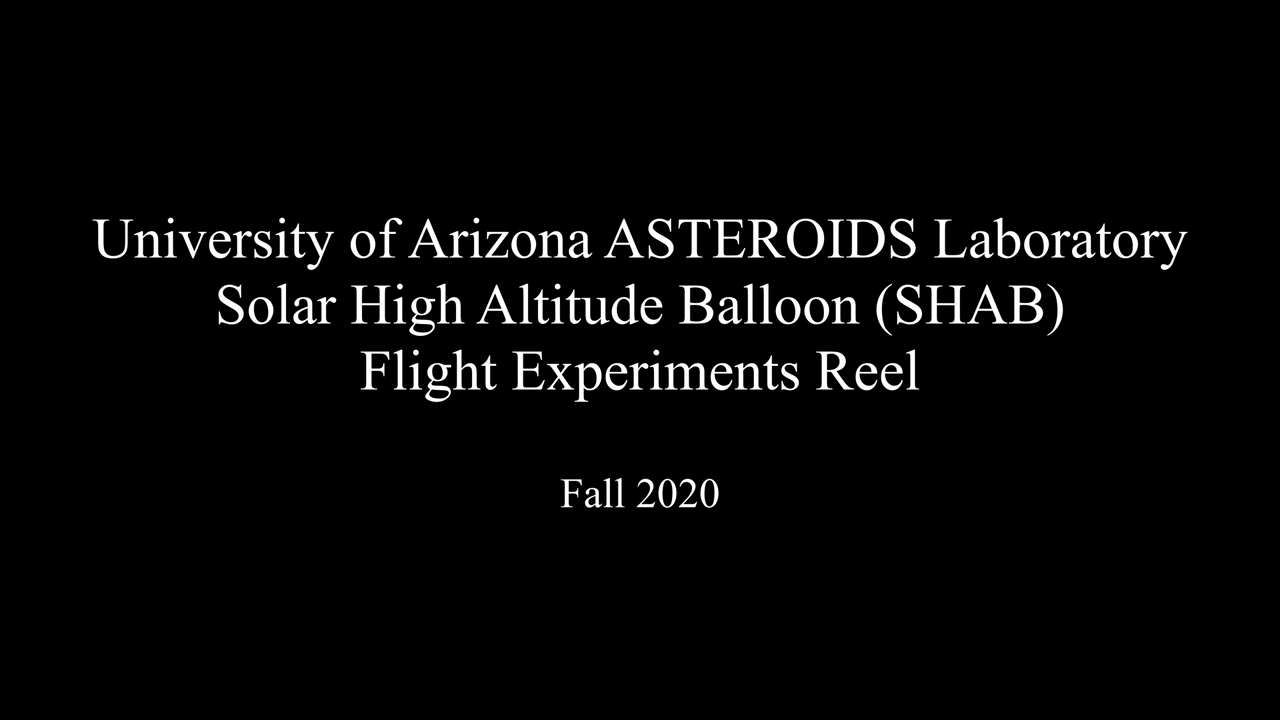 University of Arizona ASTEROIDS Laboratory
Solar High Altitude Balloon (SHAB)
Flight Experiments Reel
Fall 2020